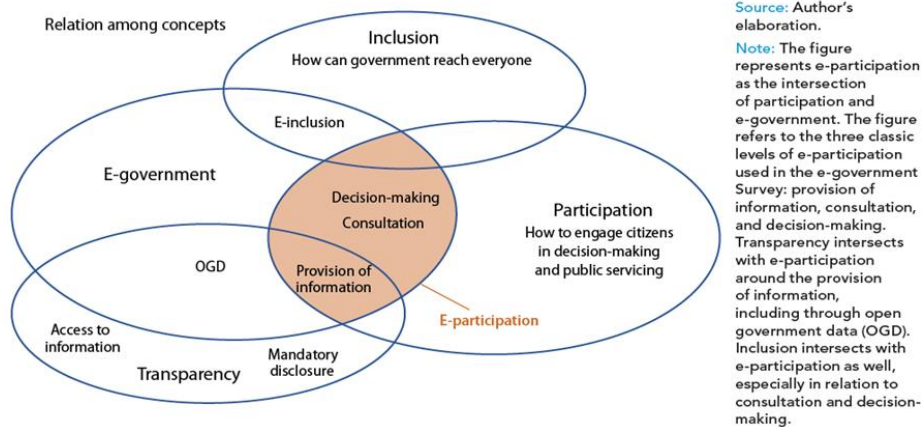 Relation among concepts
Inclusion
How can government reach everyone
E-inclusion
E-government
Decision-making
Consultation
Participation
How to engage citizens
in decision-making
and public servicing
OGD
Provision of
information
E-participation
Access to
information
Mandatory
disclosure
Transparency
Source: Author’s
elaboration.
Note: The figure
represents e-participation
as the intersection
of participation and
e-government. The figure
refers to the three classic
levels of e-participation
used in the e-government
Survey: provision of
information, consultation,
and decision-making.
Transparency intersects
with e-participation
around the provision
of information,
including through open
government data (OGD).
Inclusion intersects with
e-participation as well,
especially in relation to
consultation and decision-
making.